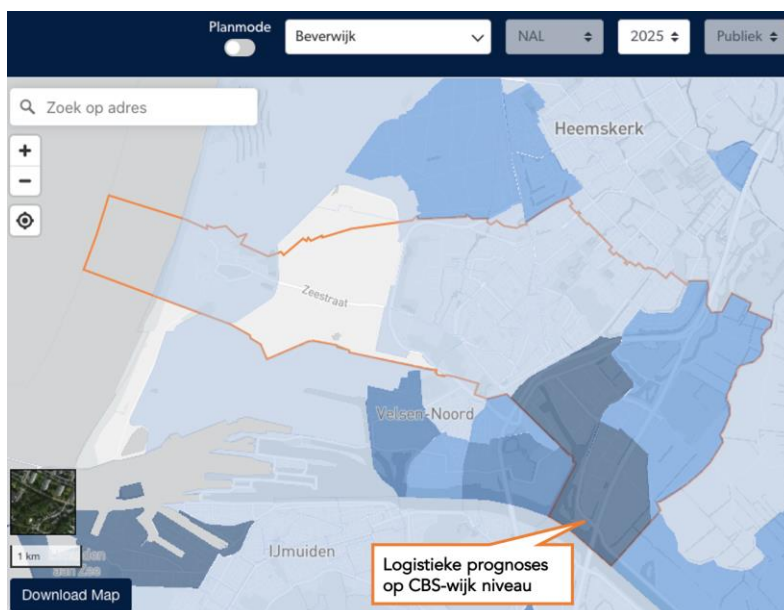 Planmode
Beverwijk
NAL
2025
Publiek
Zoek op adres
+
−
Heemskerk
Zeestraat
Velsen-Noord
1 km
IJmuiden
Logistieke prognoses
op CBS-wijk niveau
Download Map